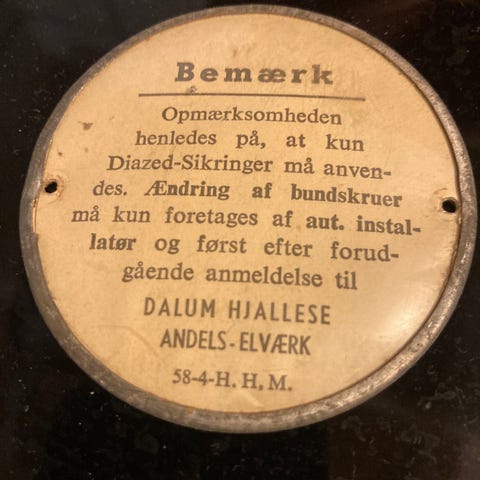 Bemærk
Opmærksomheden
henledes på, at kun
Diazed-Sikringer må anven-
des. Ændring af bundskruer
må kun foretages af aut. instal-
latør og først efter forud-
gående anmeldelse til
DALUM HJALLESE
ANDELS-ELVÆRK
58-4-H. H, M.